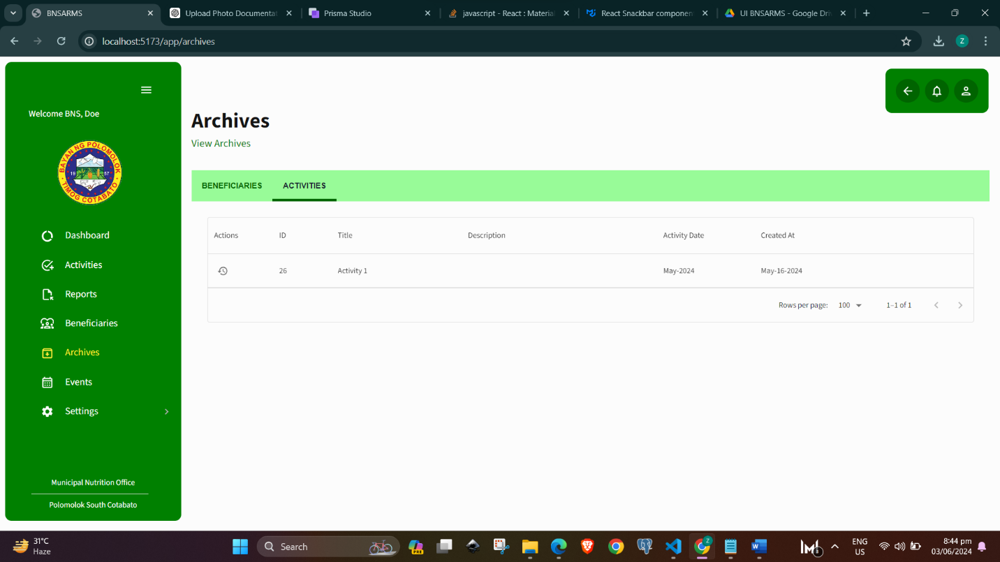 BNSARMS
Upload Photo Documentat
Prisma Studio
javascript - React : Material
React Snackbar component
UI BNSARMS - Google Dri
localhost:5173/app/archives
Z
Welcome BNS, Doe
BAYAN NG POLOMOLOK
19 57
TIMOG COTABATO
Dashboard
Activities
Reports
Beneficiaries
Archives
Events
Settings
Municipal Nutrition Office
Polomolok South Cotabato
Archives
View Archives
BENEFICIARIES ACTIVITIES
Actions ID Title Description Activity Date Created At
26 Activity 1 May-2024 May-16-2024
Rows per page: 100 1–1 of 1
31°C
Haze
Search
PRE
Z
ENG
US
8:44 pm
03/06/2024